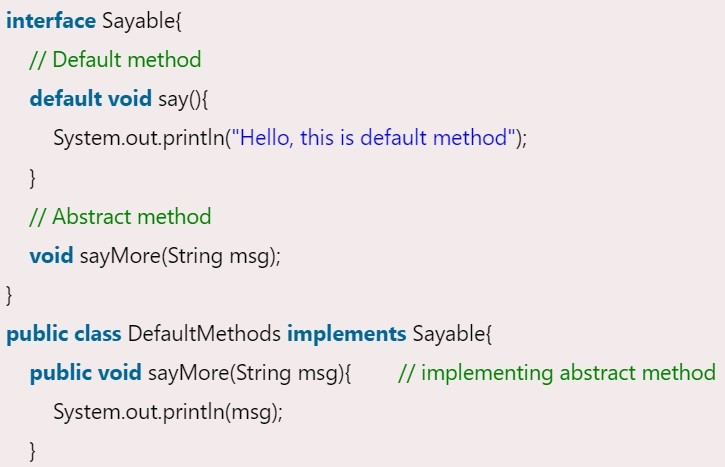 interface Sayable{
// Default method
default void say(){
System.out.println("Hello, this is default method");
}
// Abstract method
void sayMore(String msg);
}
public class DefaultMethods implements Sayable{
public void sayMore(String msg){ // implementing abstract method
System.out.println(msg);
}